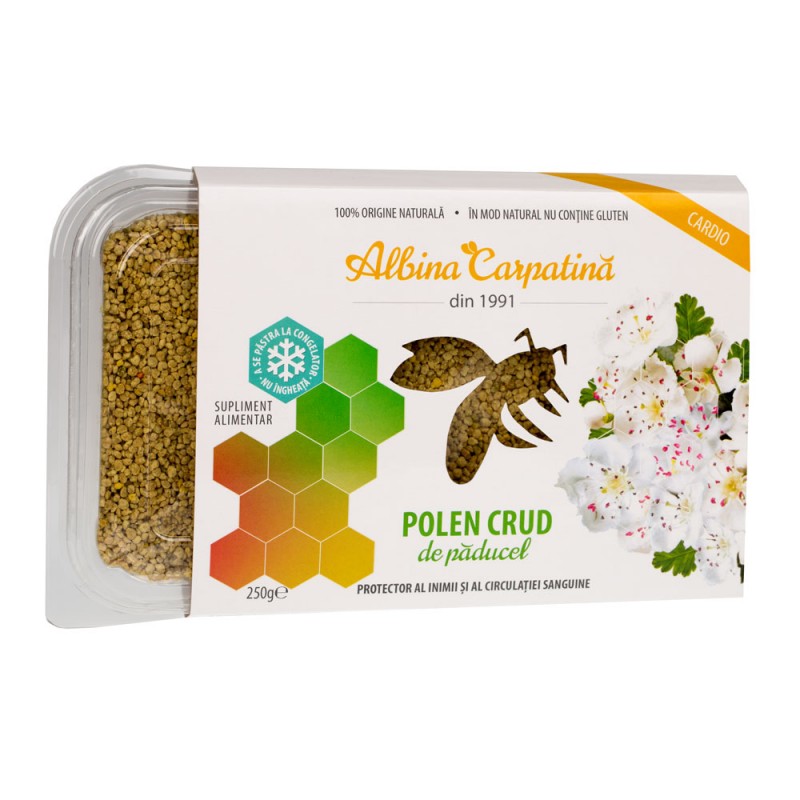 100% ORIGINE NATURALĂ • ÎN MOD NATURAL NU CONȚINE GLUTEN
CARDIO
Albina Carpatină
din 1991
A SE PĂSTRA LA CONGELATOR
• NU ÎNGHEAȚĂ •
SUPLIMENT
ALIMENTAR
POLEN CRUD
de păducel
250g℮
PROTECTOR AL INIMII ȘI AL CIRCULAȚIEI SANGUINE